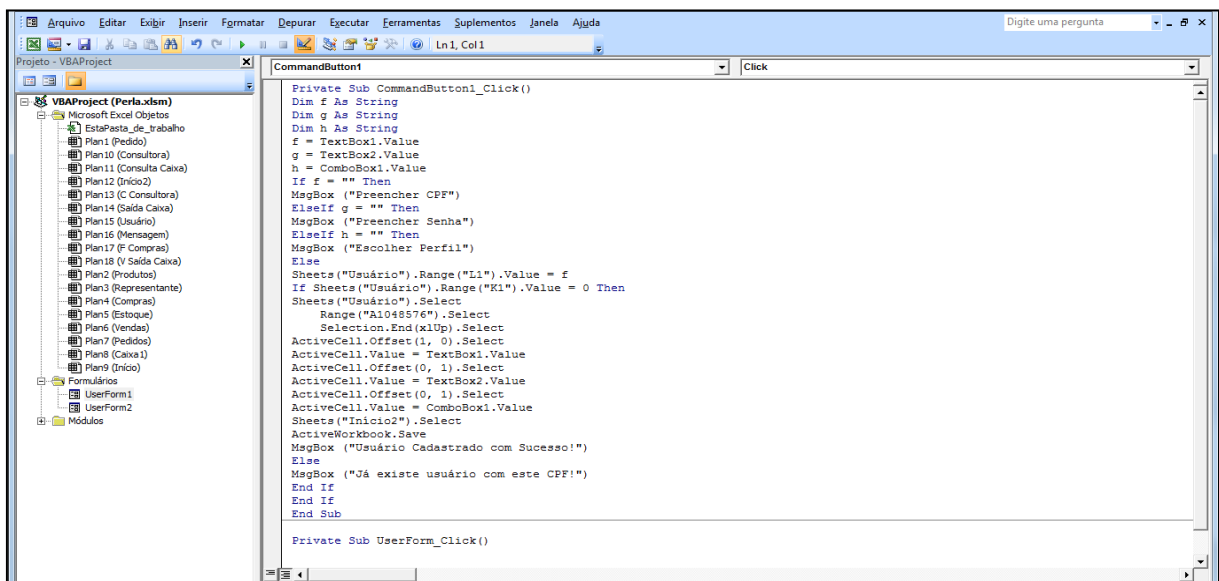 Arquivo Editar Exibir Inserir Formatar Depurar Executar Ferramentas Suplementos Janela Ajuda
Digite uma pergunta
Ln 1, Col 1
Projeto - VBAProject
VBAProject (Perla.xlsm)
Microsoft Excel Objetos
EstaPasta_de_trabalho
Plan1 (Pedido)
Plan10 (Consultora)
Plan11 (Consulta Caixa)
Plan12 (Início2)
Plan13 (C Consultora)
Plan14 (Saída Caixa)
Plan15 (Usuário)
Plan16 (Mensagem)
Plan17 (F Compras)
Plan18 (V Saída Caixa)
Plan2 (Produtos)
Plan3 (Representante)
Plan4 (Compras)
Plan5 (Estoque)
Plan6 (Vendas)
Plan7 (Pedidos)
Plan8 (Caixa1)
Plan9 (Início)
Formulários
UserForm1
UserForm2
Módulos
CommandButton1
Click
Private Sub CommandButton1_Click()
Dim f As String
Dim g As String
Dim h As String
f = TextBox1.Value
g = TextBox2.Value
h = ComboBox1.Value
If f = "" Then
MsgBox ("Preencher CPF")
ElseIf g = "" Then
MsgBox ("Preencher Senha")
ElseIf h = "" Then
MsgBox ("Escolher Perfil")
Else
Sheets("Usuário").Range("L1").Value = f
If Sheets("Usuário").Range("K1").Value = 0 Then
Sheets("Usuário").Select
Range("A1048576").Select
Selection.End(xlUp).Select
ActiveCell.Offset(1, 0).Select
ActiveCell.Value = TextBox1.Value
ActiveCell.Offset(0, 1).Select
ActiveCell.Value = TextBox2.Value
ActiveCell.Offset(0, 1).Select
ActiveCell.Value = ComboBox1.Value
Sheets("Início2").Select
ActiveWorkbook.Save
MsgBox ("Usuário Cadastrado com Sucesso!")
Else
MsgBox ("Já existe usuário com este CPF!")
End If
End If
End Sub
Private Sub UserForm_Click()